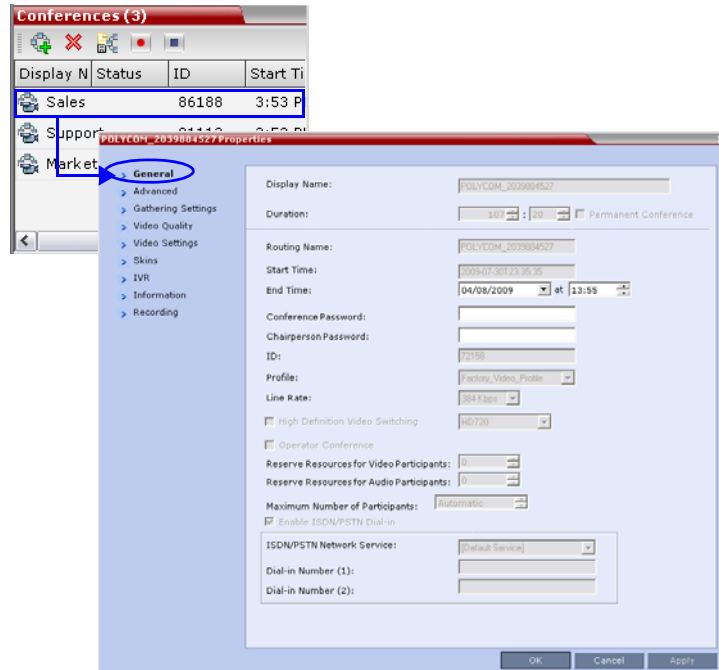 Conferences (3)
Display N Status ID Start Ti
Sales 86188 3:53 P
Support
Market
POLYCOM_2039884527 Properties
General
Advanced
Gathering Settings
Video Quality
Video Settings
Skins
IVR
Information
Recording
Display Name: POLYCOM_2039884527
Duration: 107 : 20 Permanent Conference
Routing Name: POLYCOM_2039884527
Start Time: 2009-07-30T23:35:35
End Time: 04/08/2009 at 13:55
Conference Password:
Chairperson Password:
ID: 72159
Profile: Factory_Video_Profile
Line Rate: 384 Kbps
High Definition Video Switching HD720
Operator Conference
Reserve Resources for Video Participants: 0
Reserve Resources for Audio Participants: 0
Maximum Number of Participants: Automatic
Enable ISDN/PSTN Dial-in
ISDN/PSTN Network Service: [Default Service]
Dial-in Number (1):
Dial-in Number (2):
OK Cancel Apply